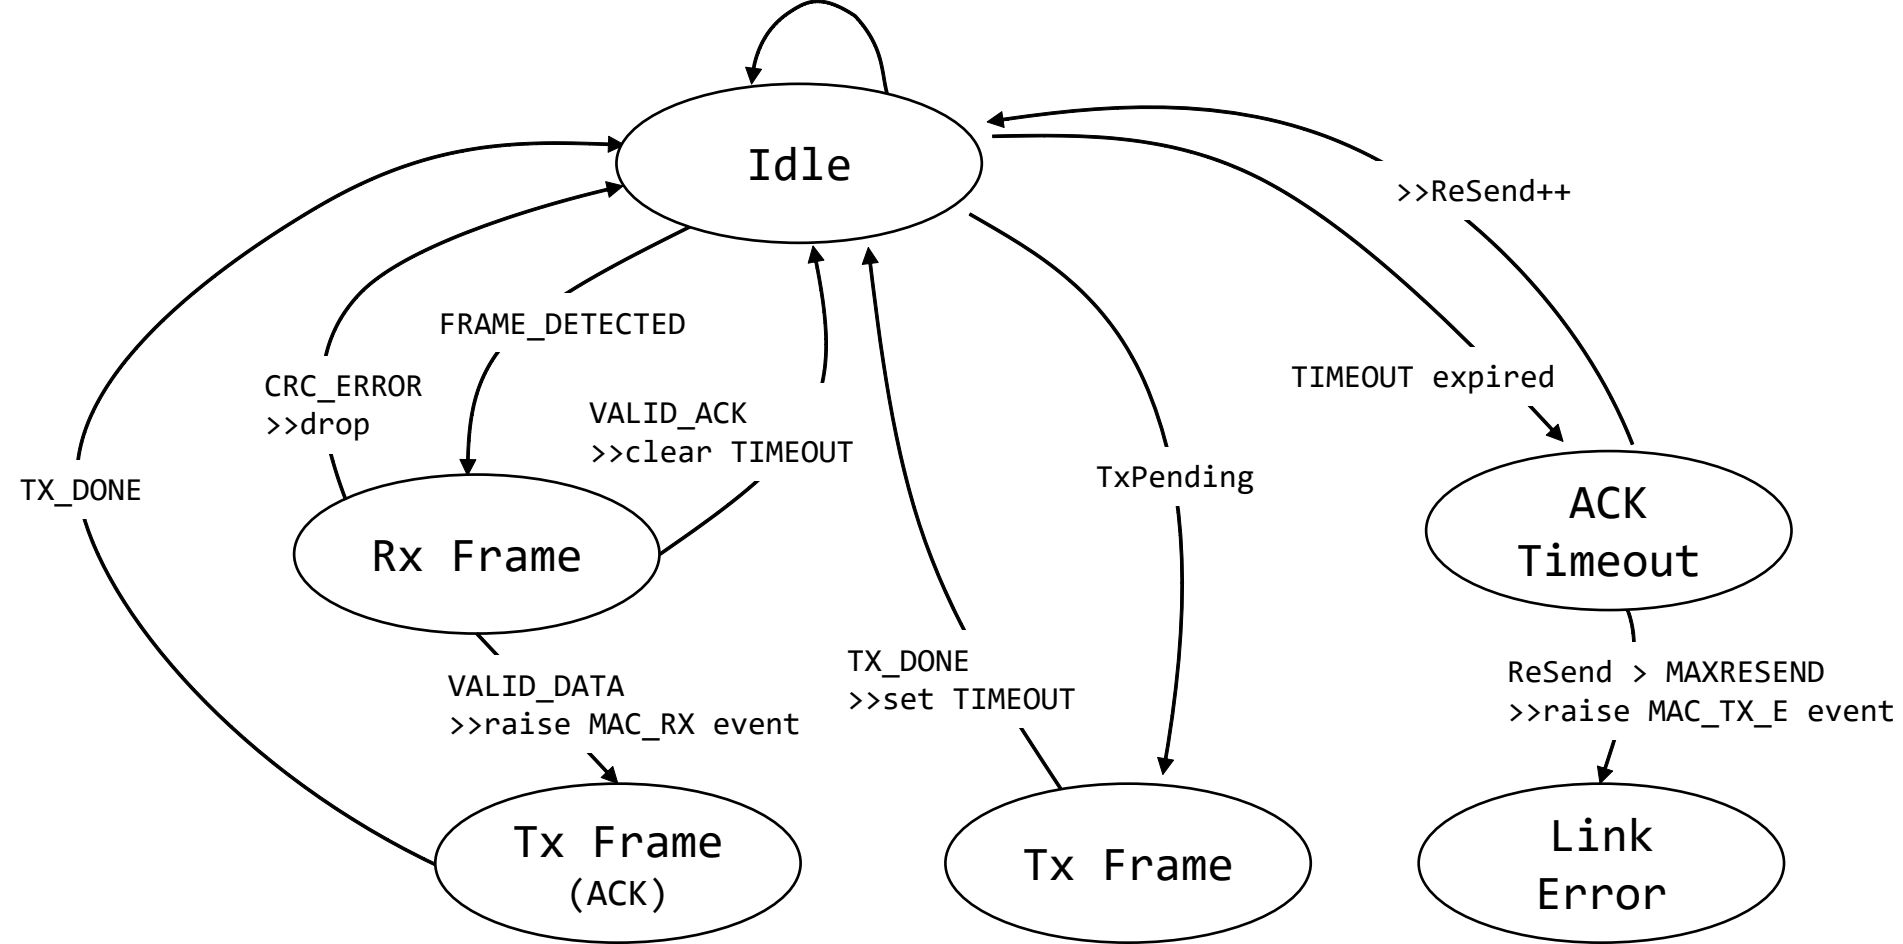 Idle
>>ReSend++
FRAME_DETECTED
TIMEOUT expired
CRC_ERROR
>>drop
VALID_ACK
>>clear TIMEOUT
TX_DONE
TxPending
ACK
Timeout
Rx Frame
TX_DONE
>>set TIMEOUT
VALID_DATA
>>raise MAC_RX event
ReSend > MAXRESEND
>>raise MAC_TX_E event
Tx Frame
(ACK)
Tx Frame
Link
Error